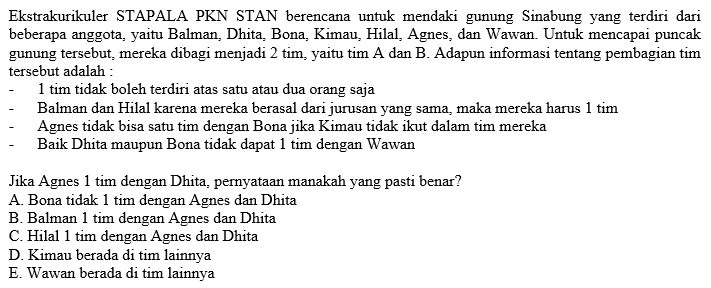 Ekstrakurikuler STAPALA PKN STAN berencana untuk mendaki gunung Sinabung yang terdiri dari
beberapa anggota, yaitu Balman, Dhita, Bona, Kimau, Hilal, Agnes, dan Wawan. Untuk mencapai puncak
gunung tersebut, mereka dibagi menjadi 2 tim, yaitu tim A dan B. Adapun informasi tentang pembagian tim
tersebut adalah :
- 1 tim tidak boleh terdiri atas satu atau dua orang saja
- Balman dan Hilal karena mereka berasal dari jurusan yang sama, maka mereka harus 1 tim
- Agnes tidak bisa satu tim dengan Bona jika Kimau tidak ikut dalam tim mereka
- Baik Dhita maupun Bona tidak dapat 1 tim dengan Wawan
Jika Agnes 1 tim dengan Dhita, pernyataan manakah yang pasti benar?
A. Bona tidak 1 tim dengan Agnes dan Dhita
B. Balman 1 tim dengan Agnes dan Dhita
C. Hilal 1 tim dengan Agnes dan Dhita
D. Kimau berada di tim lainnya
E. Wawan berada di tim lainnya